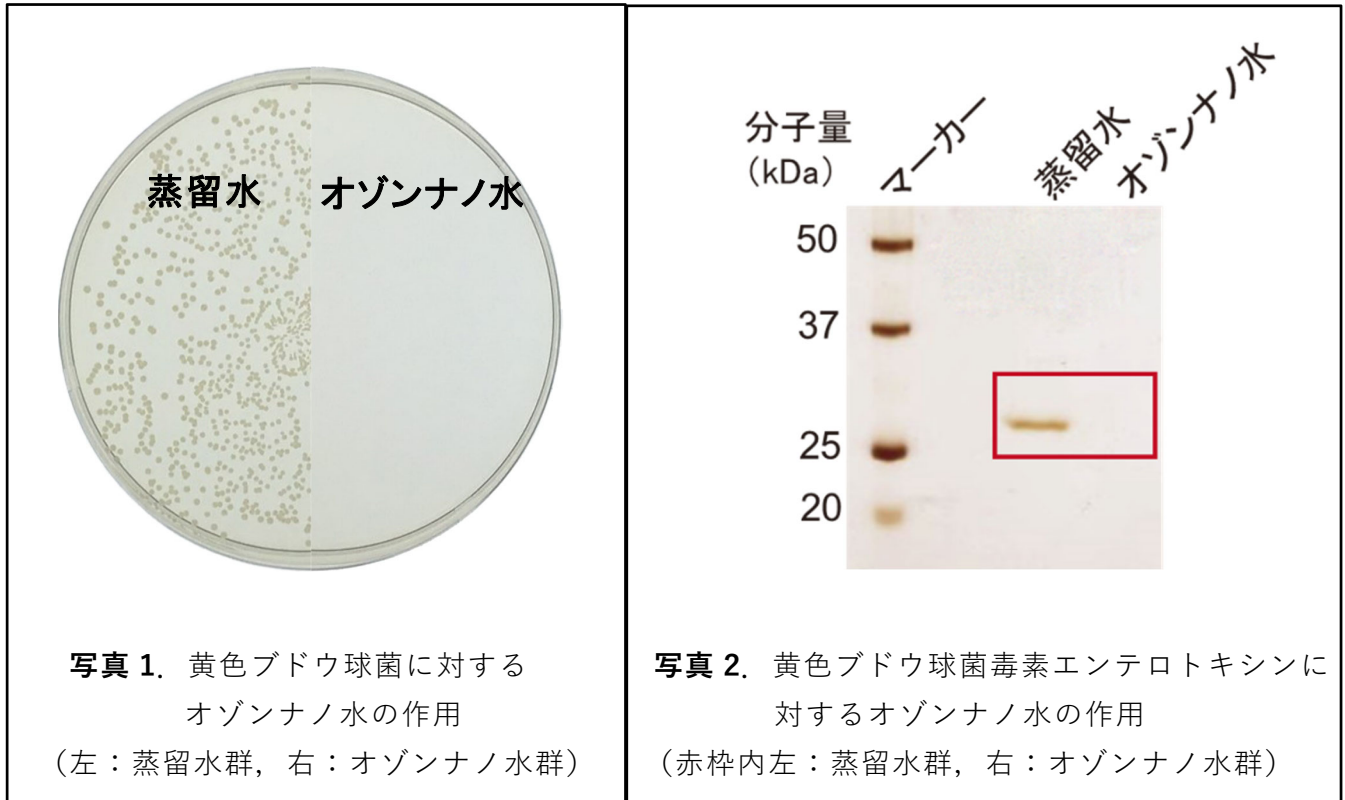 蒸留水
オゾンナノ水
写真 1. 黄色ブドウ球菌に対する
オゾンナノ水の作用
(左:蒸留水群, 右:オゾンナノ水群)
分子量
(kDa)
マーカー
蒸留水
オゾンナノ水
50
37
25
20
写真 2. 黄色ブドウ球菌毒素エンテロトキシンに
対するオゾンナノ水の作用
(赤枠内左:蒸留水群, 右:オゾンナノ水群)